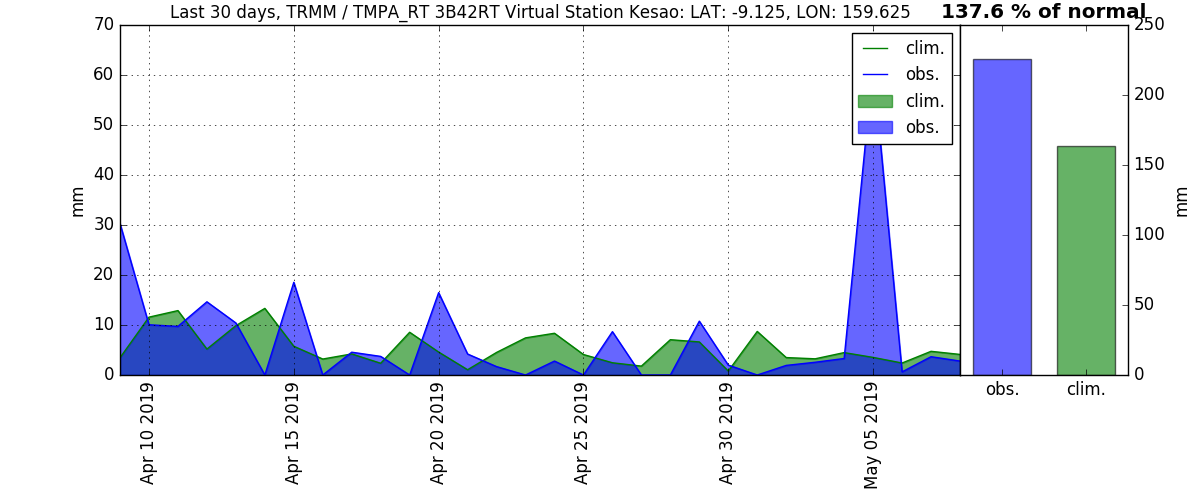 Last 30 days, TRMM / TMPA_RT 3B42RT Virtual Station Kesao: LAT: -9.125, LON: 159.625
137.6 % of normal
70
60
50
40
30
20
10
0
mm
clim.
obs.
clim.
obs.
250
200
150
100
50
0
mm
Apr 10 2019
Apr 15 2019
Apr 20 2019
Apr 25 2019
Apr 30 2019
May 05 2019
obs.
clim.